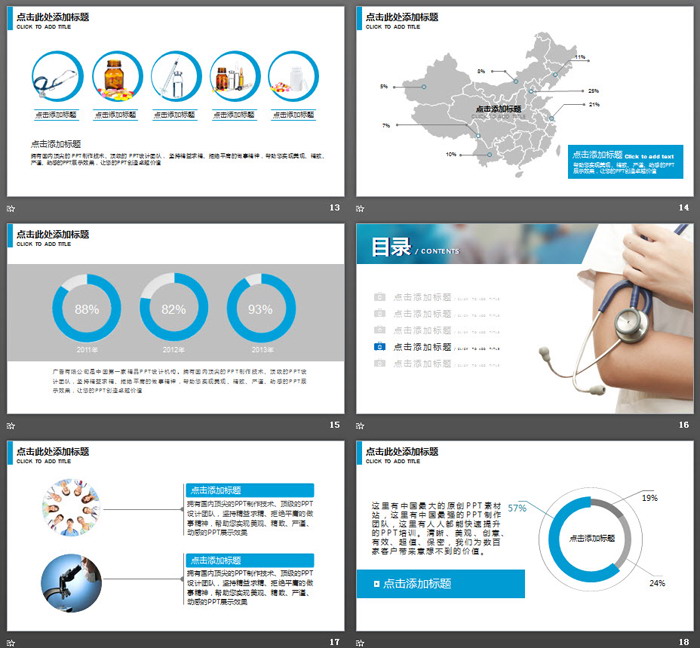 点击此处添加标题
CLICK TO ADD TITLE
点击添加标题 点击添加标题 点击添加标题 点击添加标题 点击添加标题
点击添加标题
拥有国内顶尖的PPT制作技术、顶级的PPT设计团队，坚持精益求精、拒绝平庸的做事精神，帮助您实现美观、精致、
严谨、动感的PPT展示效果，让您的PPT创造卓越价值
13
点击此处添加标题
CLICK TO ADD TITLE
11%
8%
5%
25%
21%
点击添加标题
CLICK TO ADD TITLE
7%
10%
点击添加标题 Click to add text
帮助您实现美观、精致、严谨、动感的PPT
展示效果，让您的PPT创造卓越价值
14
点击此处添加标题
CLICK TO ADD TITLE
88% 82% 93%
2011年 2012年 2013年
广告有限公司是中国第一家精品PPT设计机构。拥有国内顶尖的PPT制作技术、顶级的PPT设
计团队，坚持精益求精、拒绝平庸的做事精神，帮助您实现美观、精致、严谨、动感的PPT展
示效果，让您的PPT创造卓越价值
15
目录 / CONTENTS
点击添加标题
点击添加标题
点击添加标题
点击添加标题
点击添加标题
16
点击此处添加标题
CLICK TO ADD TITLE
点击添加标题
拥有国内顶尖的PPT制作技术、顶级的PPT
设计团队，坚持精益求精、拒绝平庸的做
事精神，帮助您实现美观、精致、严谨、
动感的PPT展示效果
点击添加标题
拥有国内顶尖的PPT制作技术、顶级的PPT
设计团队，坚持精益求精、拒绝平庸的做
事精神，帮助您实现美观、精致、严谨、
动感的PPT展示效果
17
点击此处添加标题
CLICK TO ADD TITLE
这里有中国最大的原创PPT素材
站，这里有中国最强的PPT制作
团队，这里有人人都能快速提升
的PPT培训。清晰、美观、创意、
有效、超值、保密，我们为数百
家客户带来意想不到的价值。
点击添加标题
57%
19%
点击添加标题
24%
18